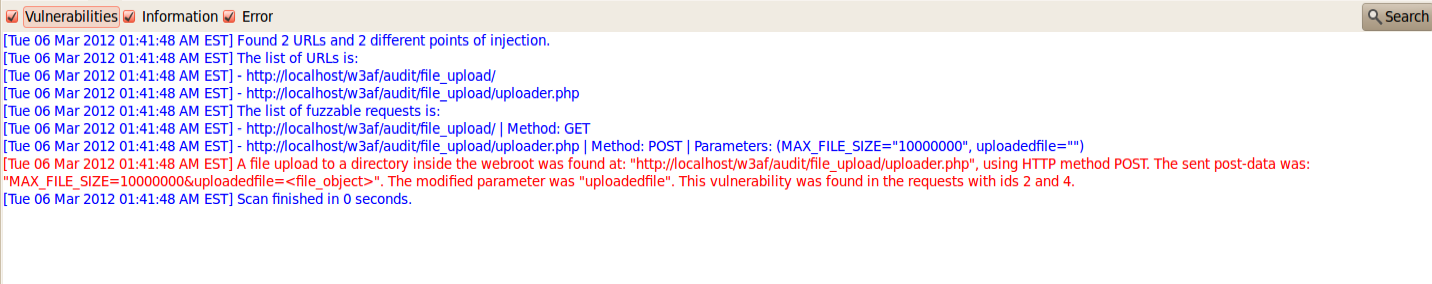 Vulnerabilities Information Error Search
[Tue 06 Mar 2012 01:41:48 AM EST] Found 2 URLs and 2 different points of injection.
[Tue 06 Mar 2012 01:41:48 AM EST] The list of URLs is:
[Tue 06 Mar 2012 01:41:48 AM EST] - http://localhost/w3af/audit/file_upload/
[Tue 06 Mar 2012 01:41:48 AM EST] - http://localhost/w3af/audit/file_upload/uploader.php
[Tue 06 Mar 2012 01:41:48 AM EST] The list of fuzzable requests is:
[Tue 06 Mar 2012 01:41:48 AM EST] - http://localhost/w3af/audit/file_upload/ | Method: GET
[Tue 06 Mar 2012 01:41:48 AM EST] - http://localhost/w3af/audit/file_upload/uploader.php | Method: POST | Parameters: (MAX_FILE_SIZE="10000000", uploadedfile="")
[Tue 06 Mar 2012 01:41:48 AM EST] A file upload to a directory inside the webroot was found at: "http://localhost/w3af/audit/file_upload/uploader.php", using HTTP method POST. The sent post-data was:
"MAX_FILE_SIZE=10000000&uploadedfile=<file_object>". The modified parameter was "uploadedfile". This vulnerability was found in the requests with ids 2 and 4.
[Tue 06 Mar 2012 01:41:48 AM EST] Scan finished in 0 seconds.